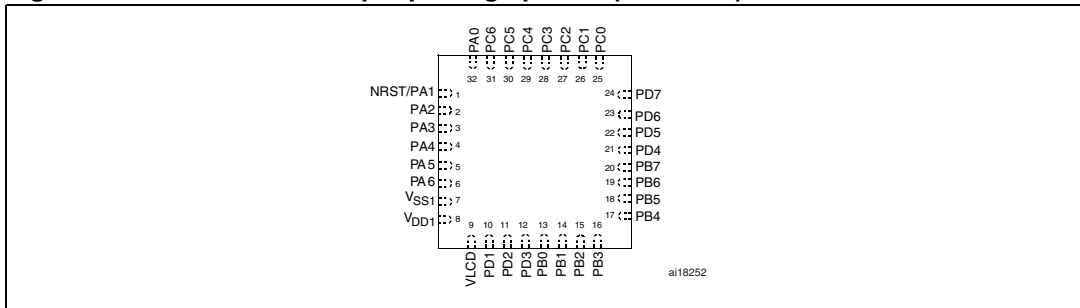 PA0 PC6 PC5 PC4 PC3 PC2 PC1 PC0
32 31 30 29 28 27 26 25
NRST/PA1 1
PA2 2
PA3 3
PA4 4
PA5 5
PA6 6
VSS1 7
VDD1 8
24 PD7
23 PD6
22 PD5
21 PD4
20 PB7
19 PB6
18 PB5
17 PB4
9 10 11 12 13 14 15 16
VLCD PD1 PD2 PD3 PB0 PB1 PB2 PB3
ai18252